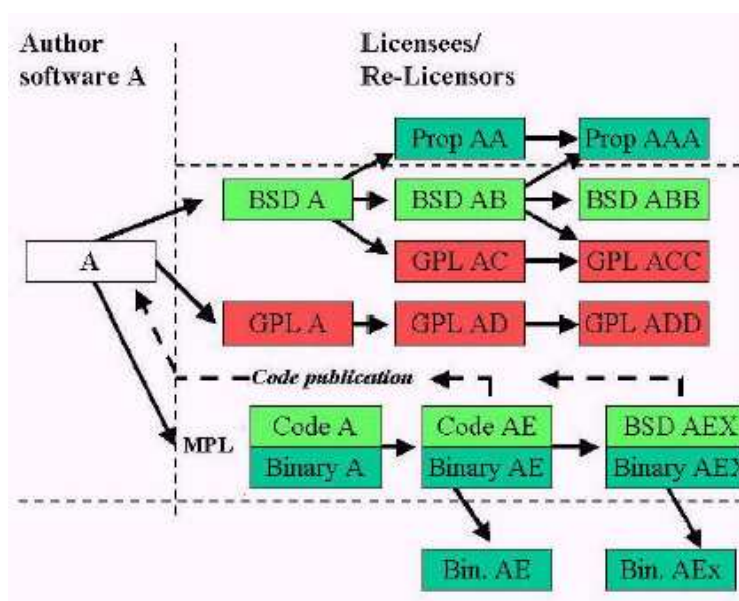 Author
software A
Licensees/
Re-Licensors
Prop AA
Prop AAA
BSD A
BSD AB
BSD ABB
A
GPL AC
GPL ACC
GPL A
GPL AD
GPL ADD
Code publication
MPL
Code A
Code AE
BSD AEX
Binary A
Binary AE
Binary AEX
Bin. AE
Bin. AEx